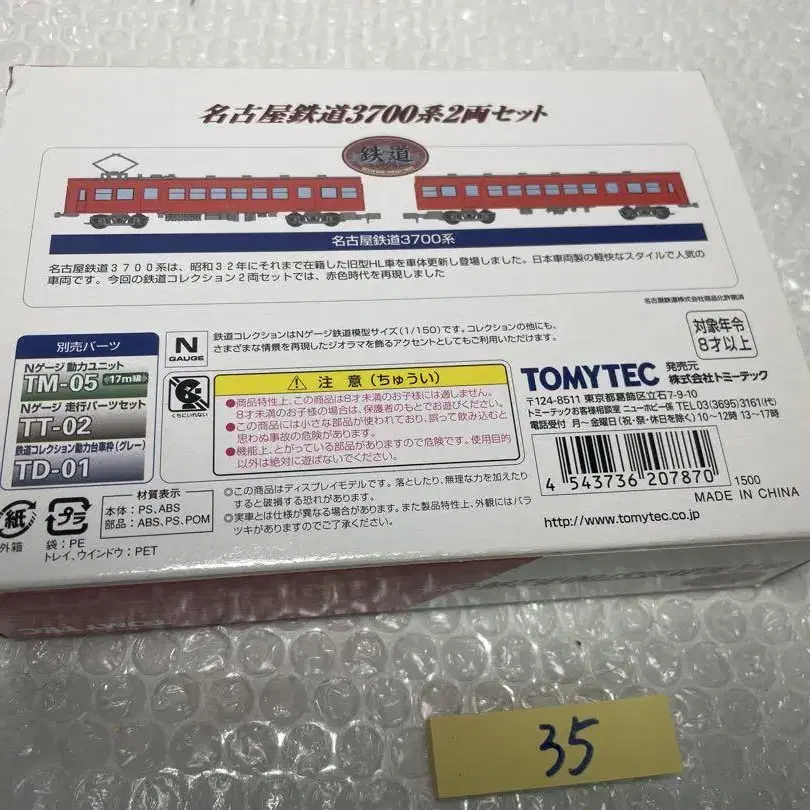 名古屋鉄道3700系2両セット
鉄道
名古屋鉄道3700系
名古屋鉄道3700系は、昭和32年にそれまで在籍した旧型HL車を車体更新し登場しました。日本車両製の軽快なスタイルで人気の
車両です。今回の鉄道コレクション2両セットでは、赤色時代を再現しました
名古屋鉄道株式会社商品化許諾済
別売パーツ
Nゲージ 動力ユニット
TM-05 17m級
Nゲージ 走行パーツセット
TT-02
鉄道コレクション動力台車枠(グレー)
TD-01
N
GAUGE
鉄道コレクションはNゲージ鉄道模型サイズ(1/150)です。コレクションの他にも、
さまざまな情景を再現したジオラマを飾るアクセントとしてもご利用いただけます。
対象年令
8才以上
くちにいれない
注意(ちゅうい)
●商品特性上、この商品は8才未満のお子様には適しません。
8才未満のお子様の場合は、保護者のもとでお遊びください。
●この商品には小さな部品が使われており、誤って飲み込むと
思わぬ事故の危険があります。
●機能上、とがっている部品がありますので危険です。使用目的
以外は絶対に遊ばないでください。
TOMYTEC
発売元
株式会社トミーテック
〒124-8511 東京都葛飾区立石7-9-10
トミーテックお客様相談室 ニューホビー係 TEL 03(3695)3161(代)
電話受付 月~金曜日(祝・祭・休日を除く) 10~12時 13~17時
4 543736 207870
1500
MADE IN CHINA
http://www.tomytec.co.jp
◎この商品はディスプレイモデルです。落としたり、無理な力を加えたり
すると破損する恐れがあります。
◎実車とは仕様が異なる場合があります。また製品特性上、外観にはバラ
ツキがありますのでご了承ください。
材質表示
本体：PS,ABS
部品：ABS,PS,POM
紙
外箱
プラ
袋：PE
トレイ、ウインドウ：PET
TOMYTEC
35